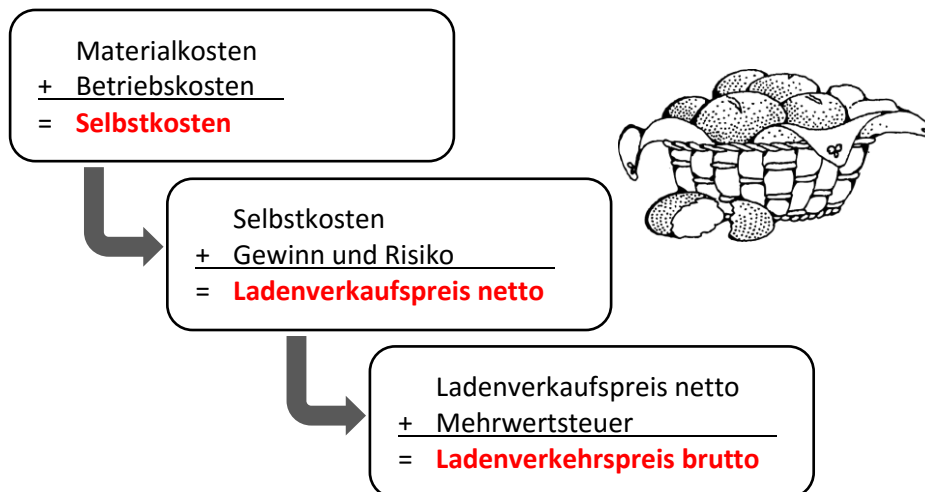 Materialkosten
+ Betriebskosten
= Selbstkosten
Selbstkosten
+ Gewinn und Risiko
= Ladenverkaufspreis netto
Ladenverkaufspreis netto
+ Mehrwertsteuer
= Ladenverkehrspreis brutto